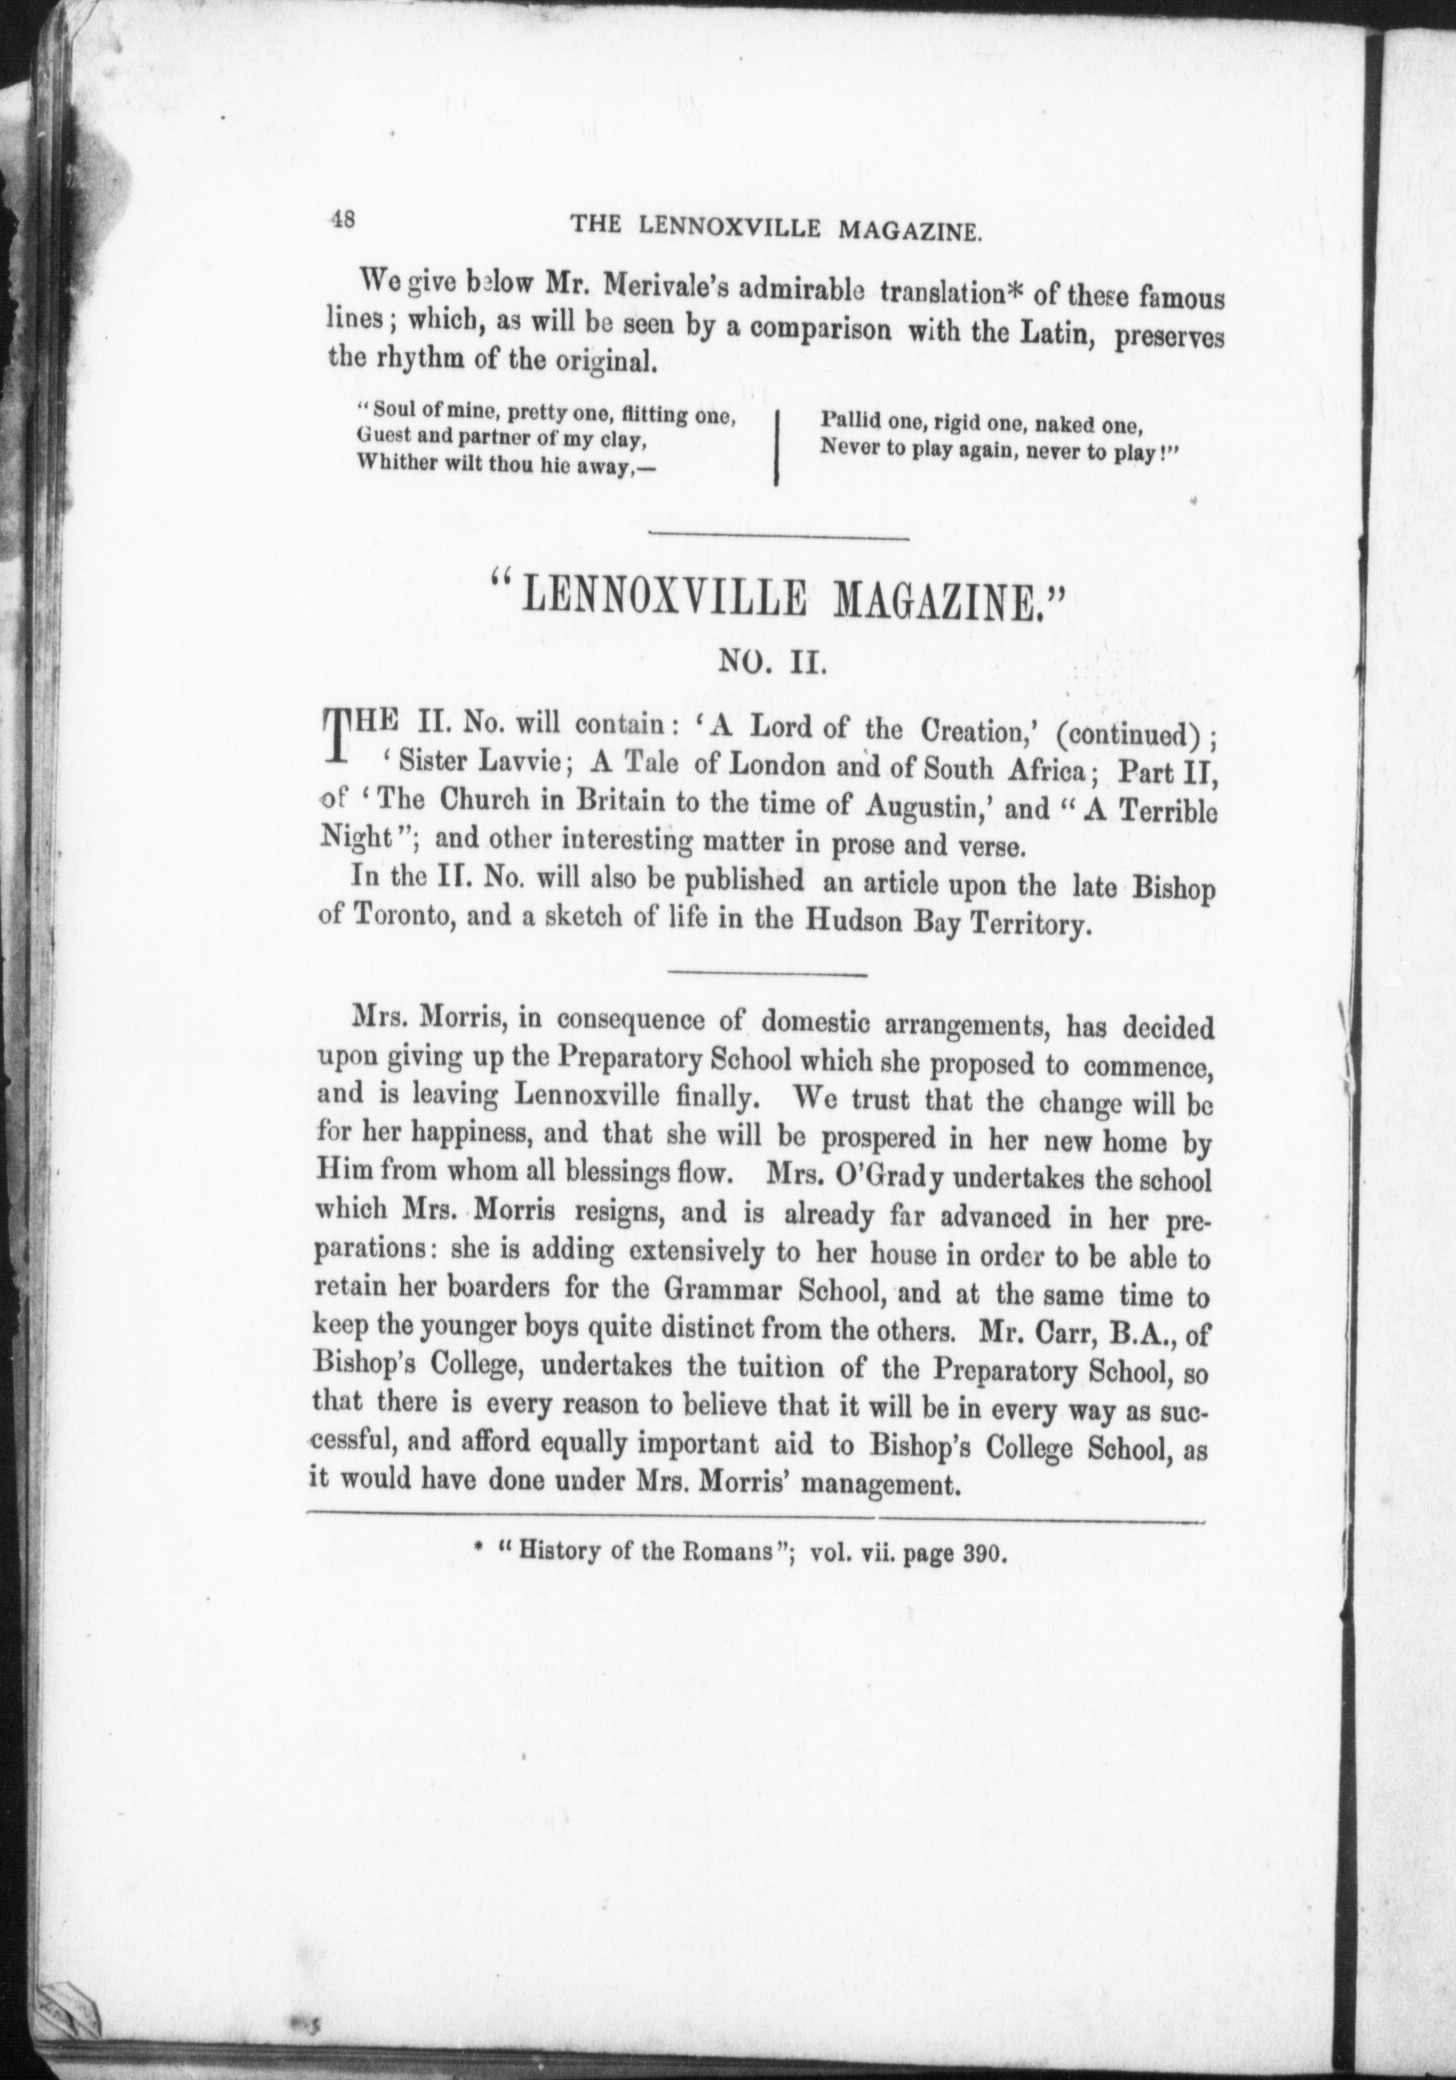 48
THE LENNOXVILLE MAGAZINE.
We give below Mr. Merivale's admirable translation* of these famous
lines; which, as will be seen by a comparison with the Latin, preserves
the rhythm of the original.
“Soul of mine, pretty one, flitting one,
Guest and partner of my clay,
Whither wilt thou hie away,—
Pallid one, rigid one, naked one,
Never to play again, never to play!”
“LENNOXVILLE MAGAZINE.”
NO. II.
THE II. No. will contain: ‘A Lord of the Creation,’ (continued);
‘Sister Lavvie; A Tale of London and of South Africa; Part II,
of ‘The Church in Britain to the time of Augustin,’ and “A Terrible
Night”; and other interesting matter in prose and verse.
In the II. No. will also be published an article upon the late Bishop
of Toronto, and a sketch of life in the Hudson Bay Territory.
Mrs. Morris, in consequence of domestic arrangements, has decided
upon giving up the Preparatory School which she proposed to commence,
and is leaving Lennoxville finally. We trust that the change will be
for her happiness, and that she will be prospered in her new home by
Him from whom all blessings flow. Mrs. O'Grady undertakes the school
which Mrs. Morris resigns, and is already far advanced in her pre-
parations: she is adding extensively to her house in order to be able to
retain her boarders for the Grammar School, and at the same time to
keep the younger boys quite distinct from the others. Mr. Carr, B.A., of
Bishop's College, undertakes the tuition of the Preparatory School, so
that there is every reason to believe that it will be in every way as suc-
cessful, and afford equally important aid to Bishop's College School, as
it would have done under Mrs. Morris' management.
* “History of the Romans”; vol. vii. page 390.